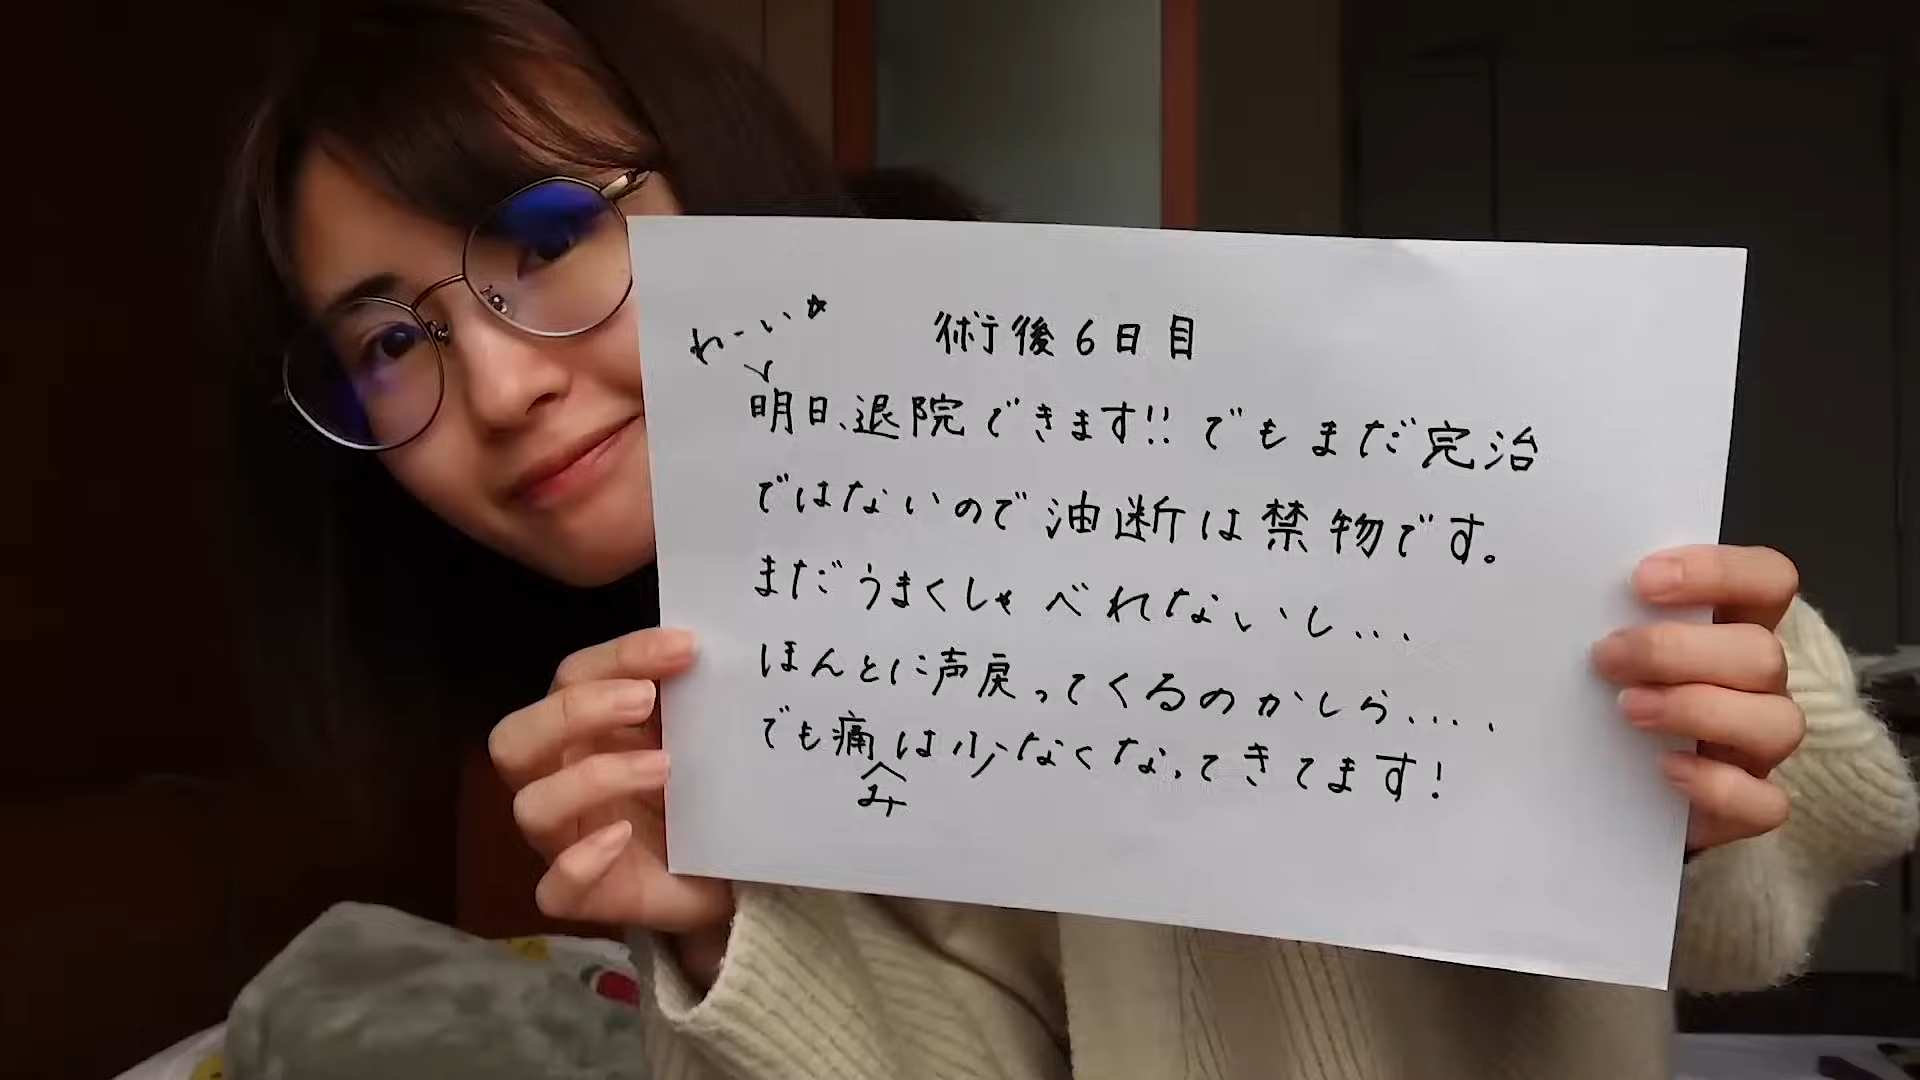 術後6日目
わーい☆
明日、退院できます!!でもまだ完治
ではないので油断は禁物です。
まだうまくしゃべれないし...
ほんとに声戻ってくるのかしら....
でも痛みは少なくなってきてます!